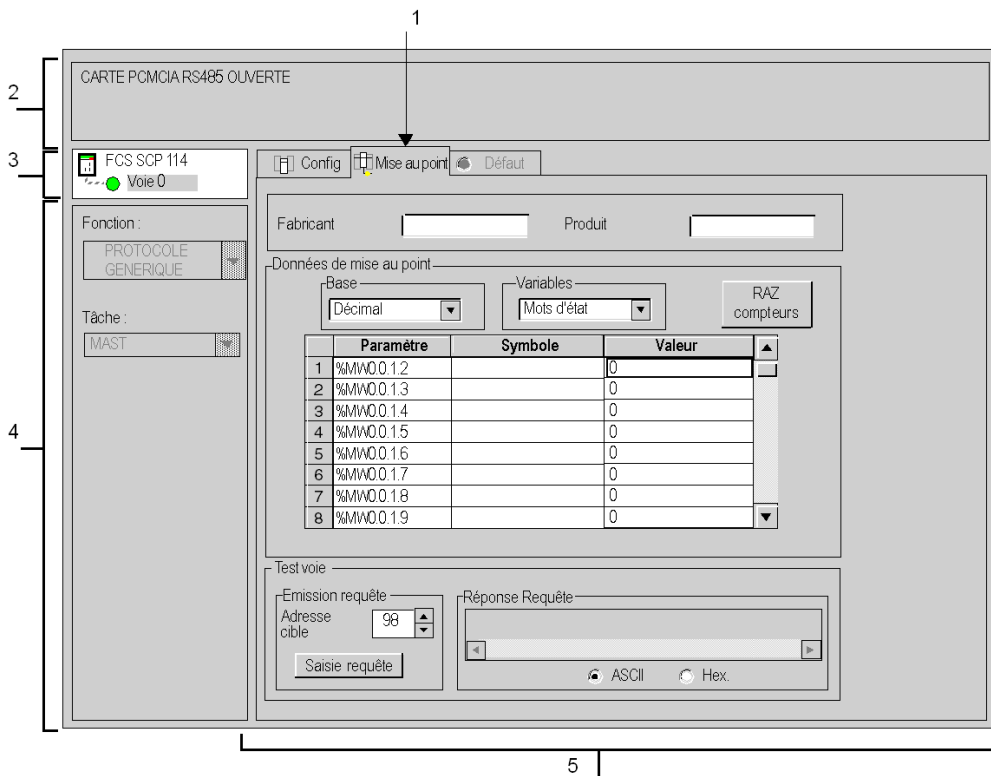 1
2
CARTE PCMCIA RS485 OUVERTE
3
FCS SCP 114
Voie 0
Config
Mise au point
Défaut
4
Fonction :
PROTOCOLE
GENERIQUE
Tâche :
MAST
Fabricant
Produit
Données de mise au point
Base
Décimal
Variables
Mots d'état
RAZ
compteurs
Paramètre Symbole Valeur
1 %MW0.0.1.2 0
2 %MW0.0.1.3 0
3 %MW0.0.1.4 0
4 %MW0.0.1.5 0
5 %MW0.0.1.6 0
6 %MW0.0.1.7 0
7 %MW0.0.1.8 0
8 %MW0.0.1.9 0
Test voie
Emission requête
Adresse
cible
98
Saisie requête
Réponse Requête
ASCII
Hex.
5